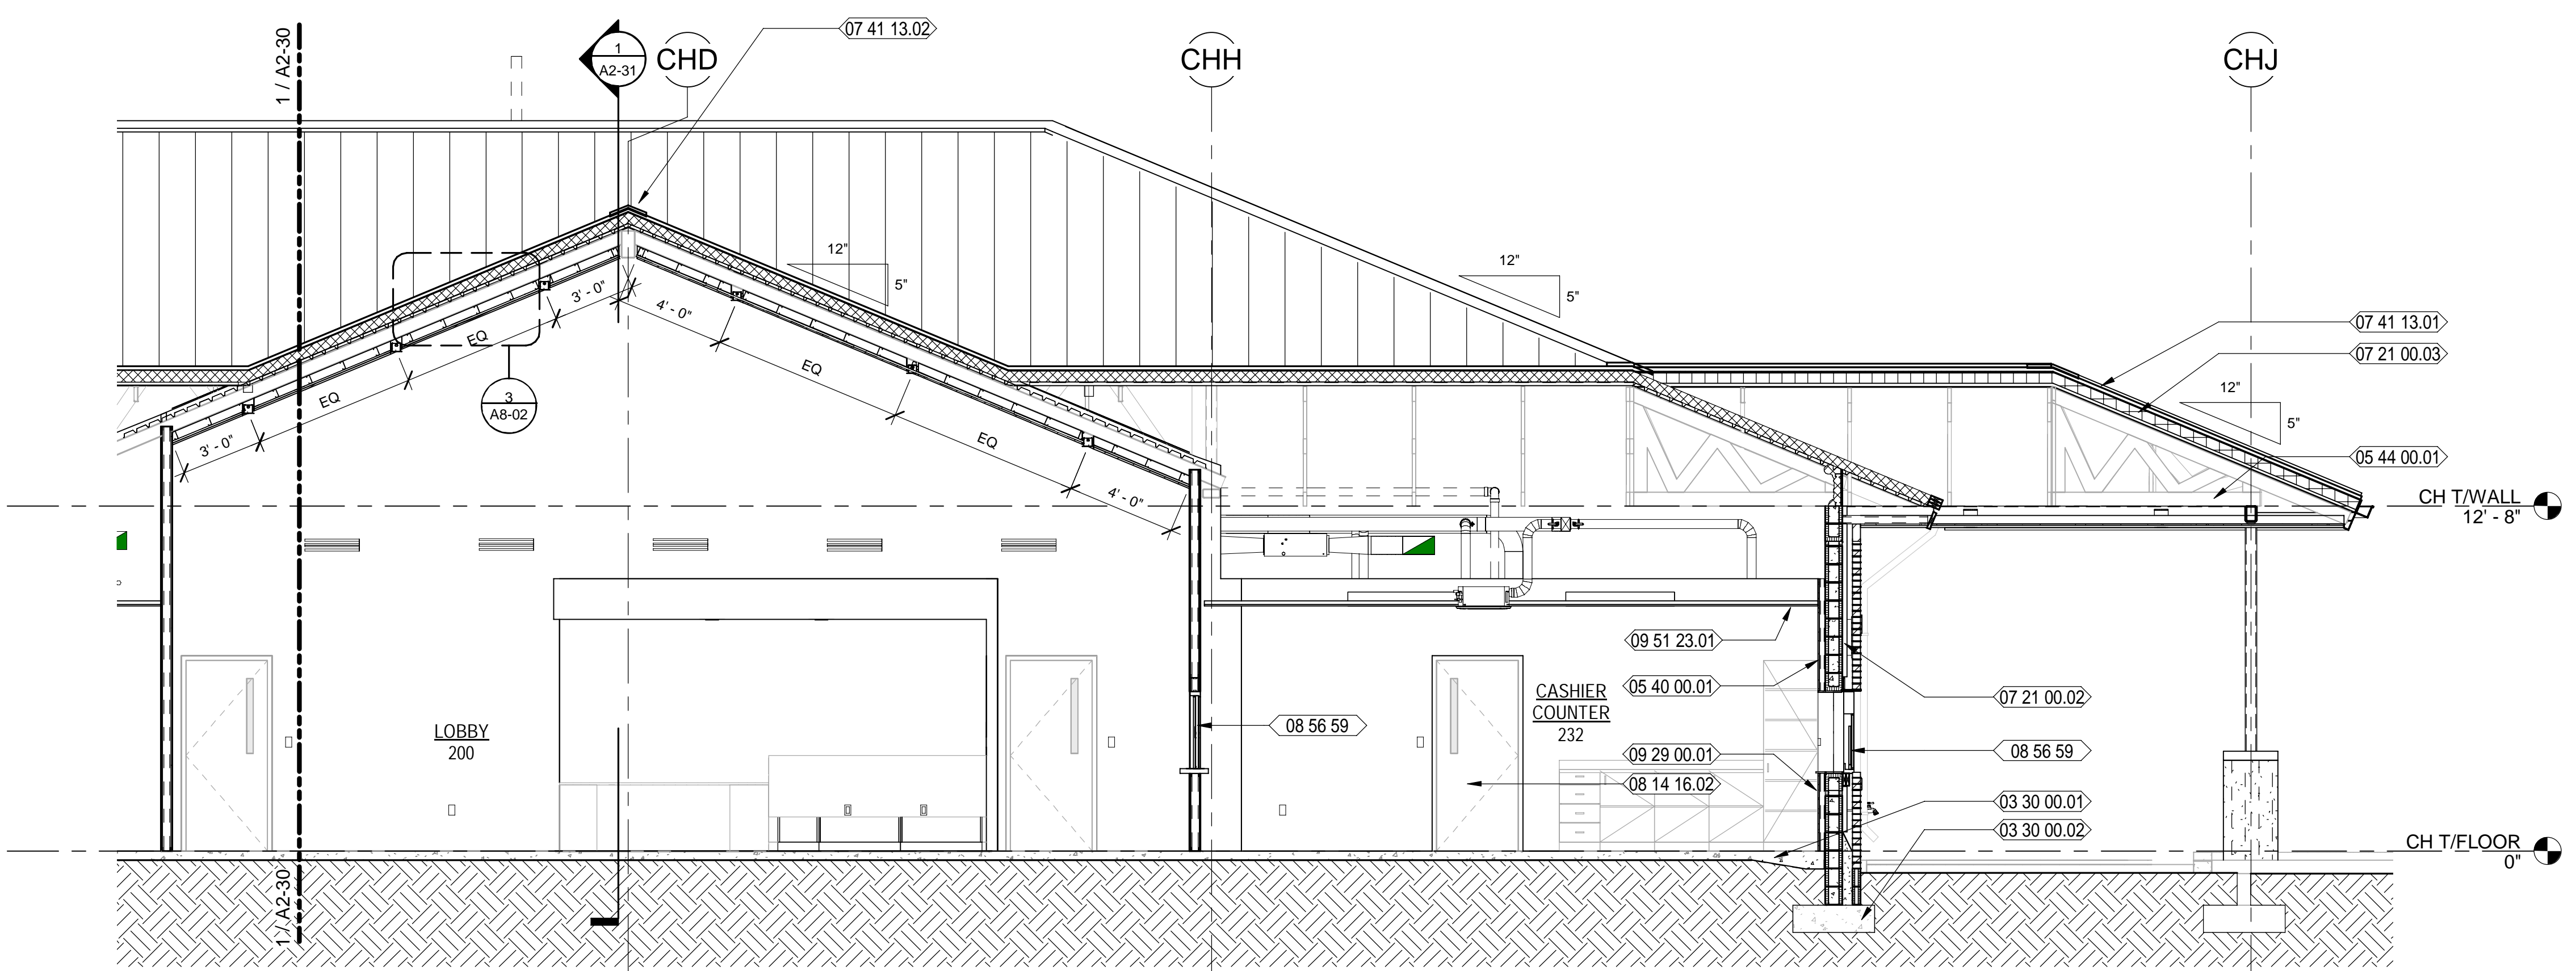 1 / A2-30
1
A2-31
CHD
07 41 13.02
CHH
CHJ
12"
5"
12"
5"
07 41 13.01
07 21 00.03
12"
5"
05 44 00.01
3' - 0"
4' - 0"
EQ
EQ
EQ
EQ
3' - 0"
4' - 0"
3
A8-02
CH T/WALL
12' - 8"
09 51 23.01
05 40 00.01
CASHIER
COUNTER
232
07 21 00.02
LOBBY
200
08 56 59
08 56 59
09 29 00.01
08 14 16.02
03 30 00.01
03 30 00.02
CH T/FLOOR
0"
1 / A2-30